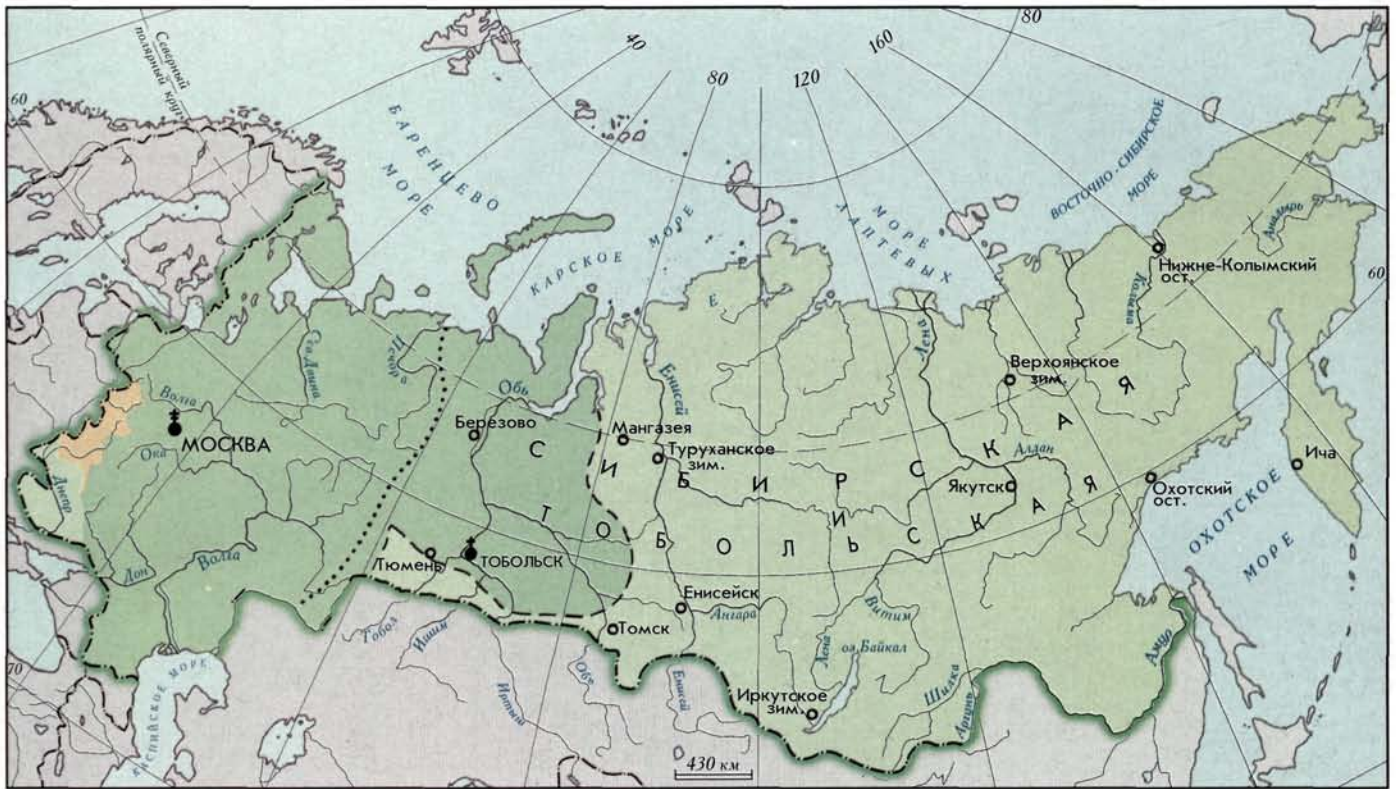 Северный
полярный круг
60
40
80
120
160
80
60
70
БАРЕНЦЕВО
МОРЕ
КАРСКОЕ МОРЕ
МОРЕ
ЛАПТЕВЫХ
ВОСТОЧНО-СИБИРСКОЕ
МОРЕ
Анадырь
Нижне-Колымский
ост.
Колыма
Лена
Верхоянское
зим.
Енисей
Обь
Печора
Сев. Двина
Волга
МОСКВА
Ока
Днепр
Дон
Волга
Березово
Мангазея
Туруханское
зим.
Е
СИБИРСКАЯ
ТОБОЛЬСКАЯ
И
Алдан
Якутск
Охотский
ост.
Ича
ОХОТСКОЕ
МОРЕ
Тюмень
ТОБОЛЬСК
Енисейск
Ангара
Томск
Тобол
Ишим
Иртыш
Обь
Енисей
Витим
Лена
оз. Байкал
Иркутское
зим.
Шилка
Аргунь
Амур
КАСПИЙСКОЕ МОРЕ
430 км